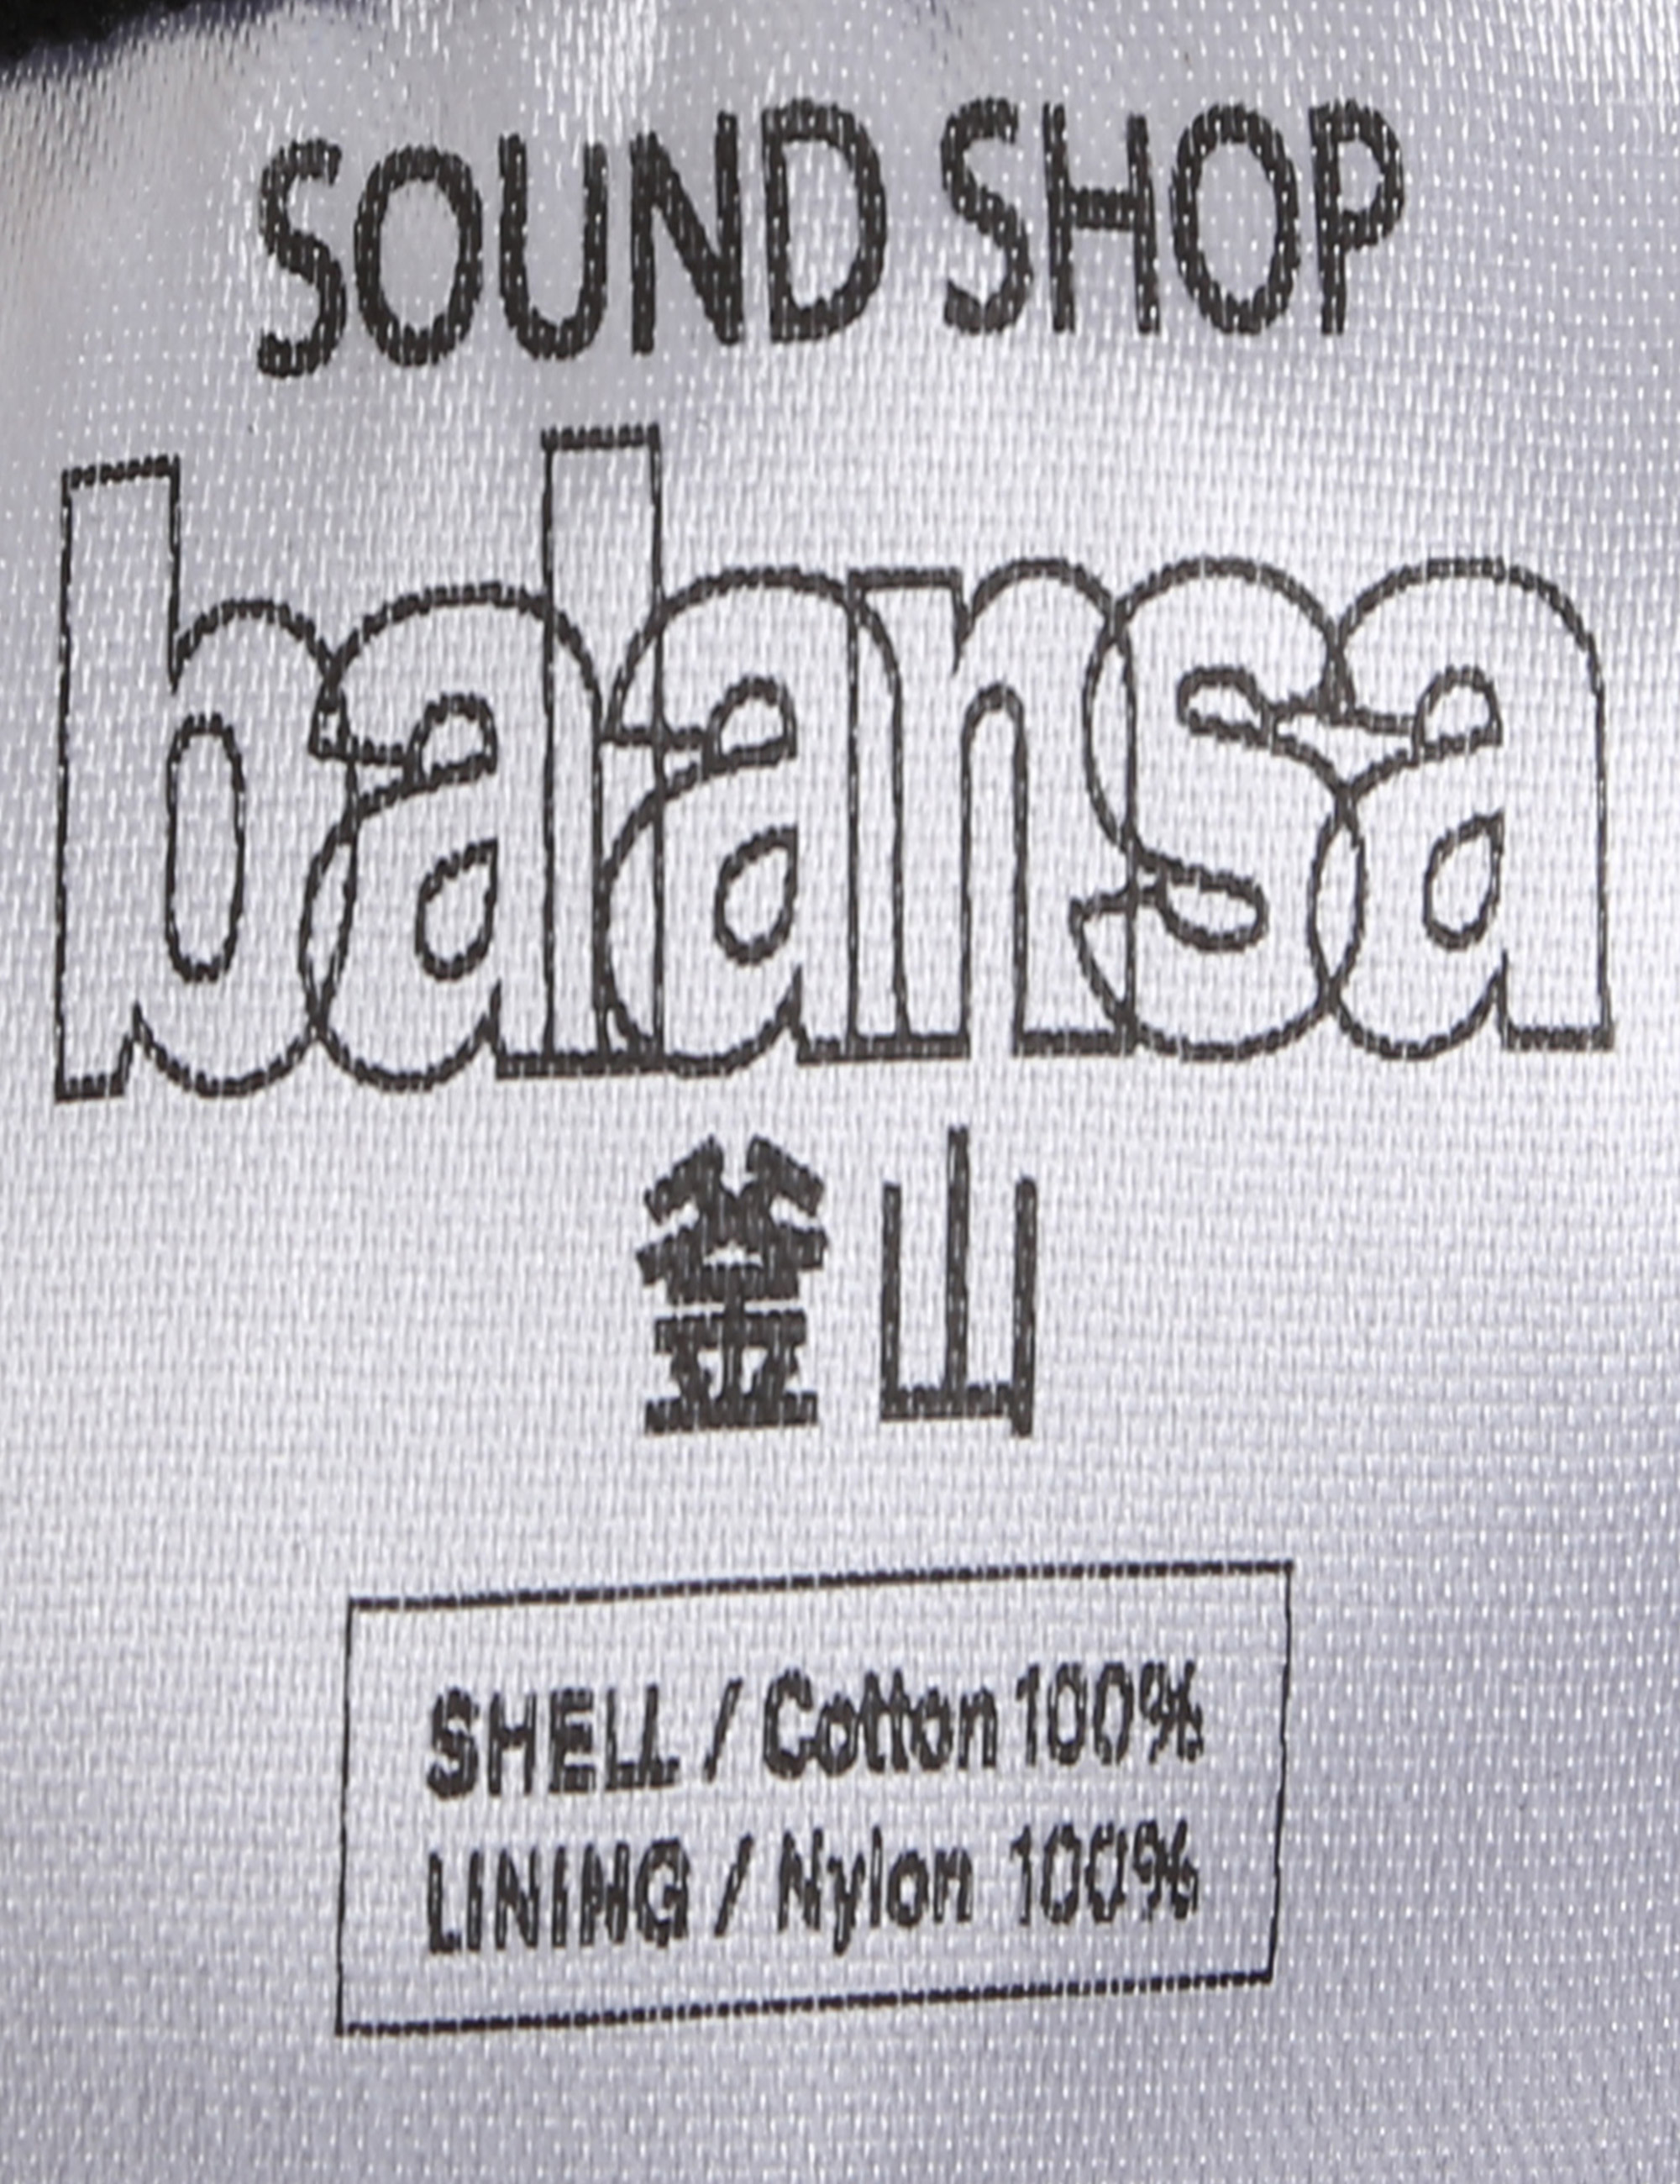 SOUND SHOP
balansa
釜山
SHELL / Cotton 100%
LINING / Nylon 100%